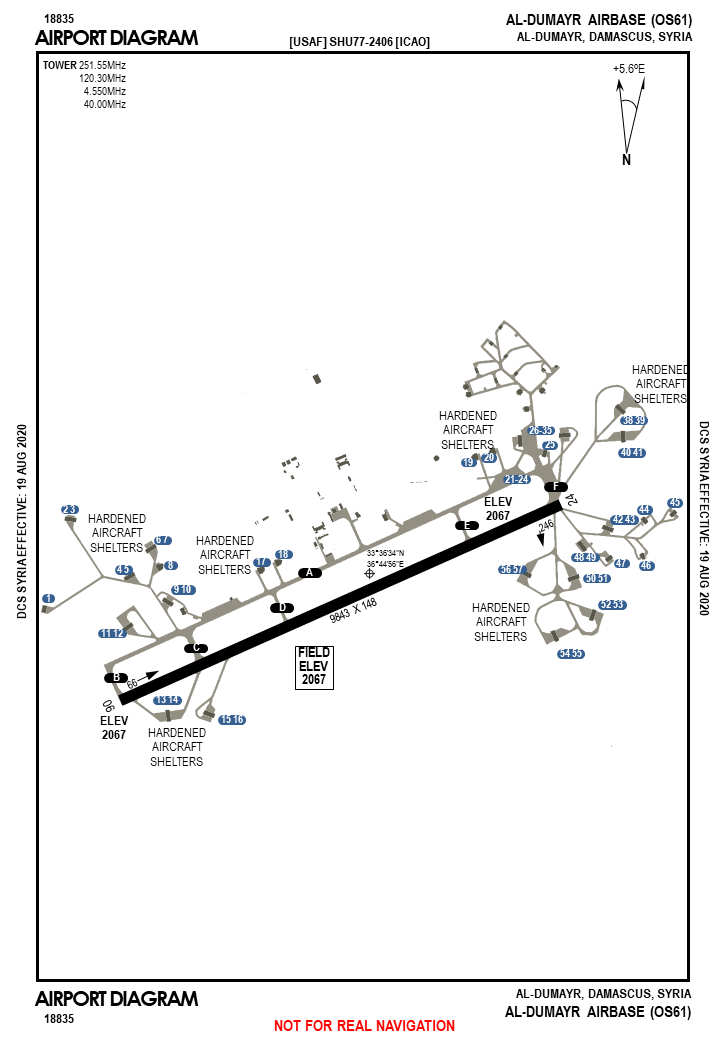 18835
AIRPORT DIAGRAM
[USAF] SHU77-2406 [ICAO]
AL-DUMAYR AIRBASE (OS61)
AL-DUMAYR, DAMASCUS, SYRIA
TOWER 251.55MHz
120.30MHz
4.550MHz
40.00MHz
+5.6ºE
N
HARDENED
AIRCRAFT
SHELTERS
38 39
40 41
HARDENED
AIRCRAFT
SHELTERS
26-35
25
19
20
21-24
F
24
ELEV
2067
E
246
DCS SYRIA EFFECTIVE: 19 AUG 2020
DCS SYRIA EFFECTIVE: 19 AUG 2020
2 3
HARDENED
AIRCRAFT
SHELTERS
6 7
8
4 5
9 10
1
11 12
HARDENED
AIRCRAFT
SHELTERS
17
18
A
33°36'34"N
36°44'56"E
D
9843 X 148
42 43
44
45
46
47
48 49
50 51
56 57
52 53
54 55
HARDENED
AIRCRAFT
SHELTERS
C
B
66
06
ELEV
2067
13 14
15 16
HARDENED
AIRCRAFT
SHELTERS
FIELD
ELEV
2067
AIRPORT DIAGRAM
18835
NOT FOR REAL NAVIGATION
AL-DUMAYR, DAMASCUS, SYRIA
AL-DUMAYR AIRBASE (OS61)